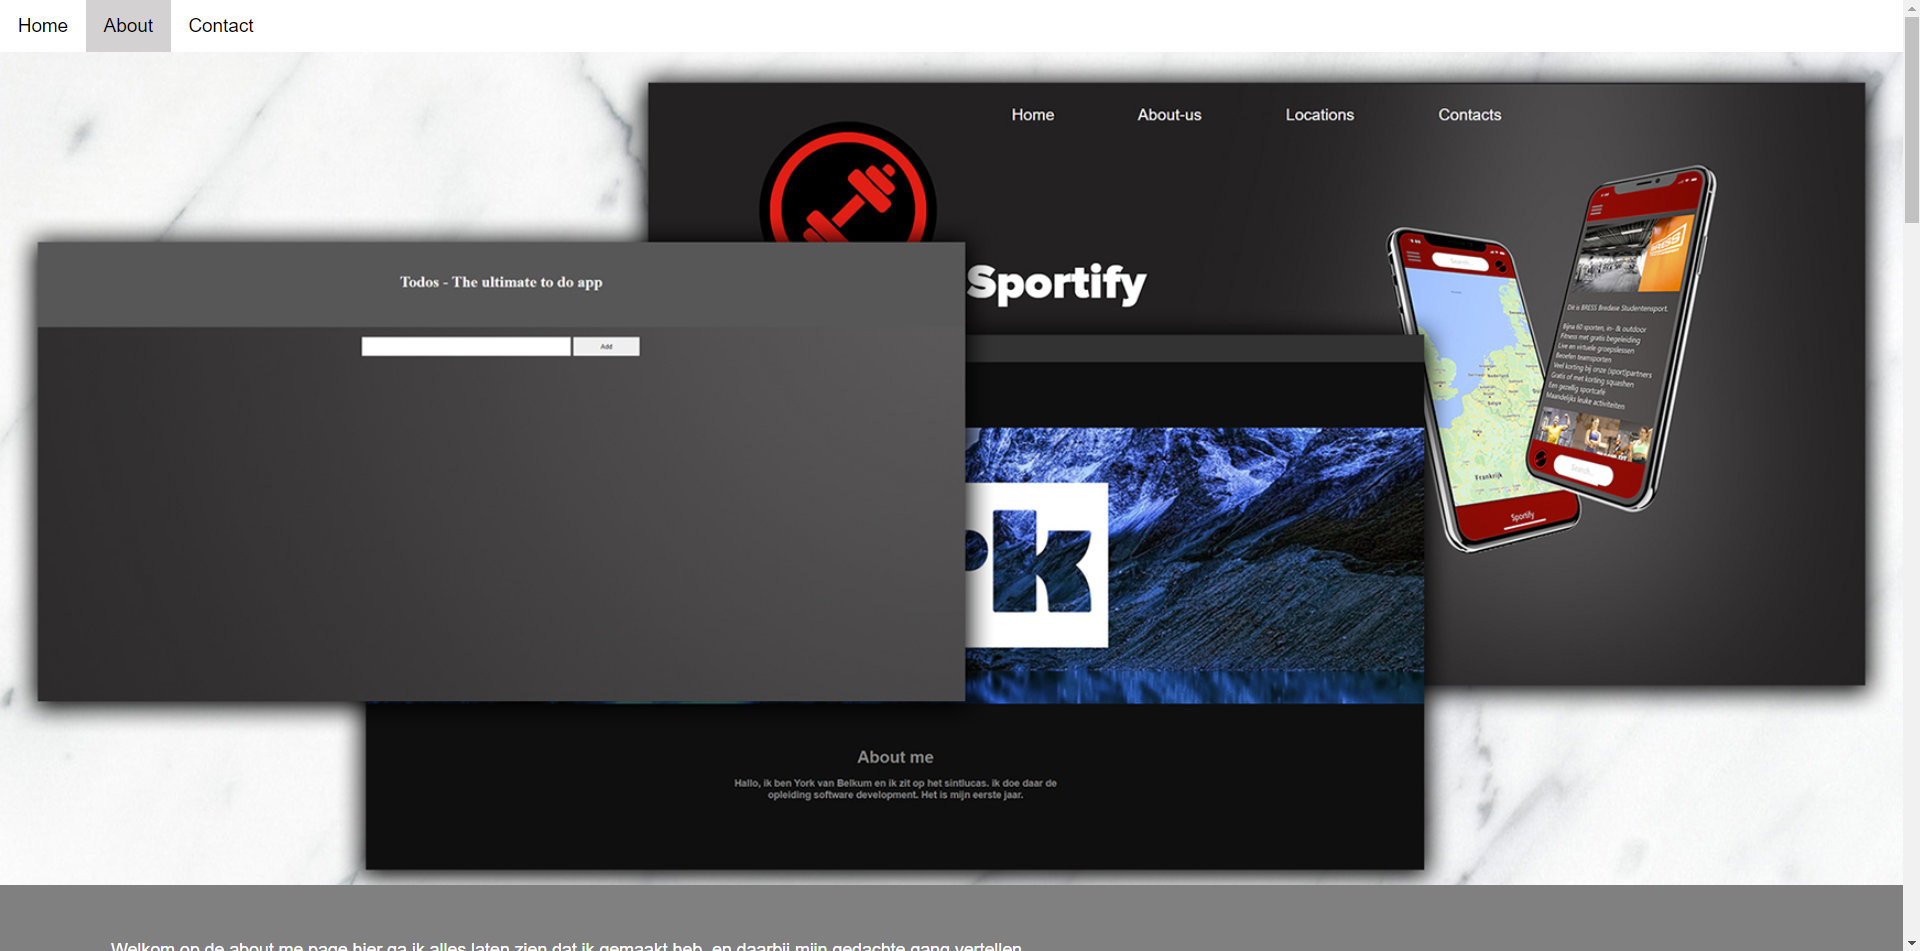 Home About Contact
Home About-us Locations Contacts
Sportify
Todos - The ultimate to do app
Add
rk
About me
Hallo, ik ben York van Belkum en ik zit op het sintlucas. ik doe daar de
opleiding software development. Het is mijn eerste jaar.
Search...
Frankrijk
Sportify
BRESS
Dit is BRESS Bredase Studentensport.
Bijna 60 sporten, in- & outdoor
Fitness met gratis begeleiding
Live en virtuele groepslessen
Beoefen teamsporten
Veel korting bij onze (sport)partners
Gratis of met korting squashen
Een gezellig sportcafé
Maandelijks leuke activiteiten
Search...
Welkom op de about me page hier ga ik alles laten zien dat ik gemaakt heb, en daarbij mijn gedachte gang vertellen.